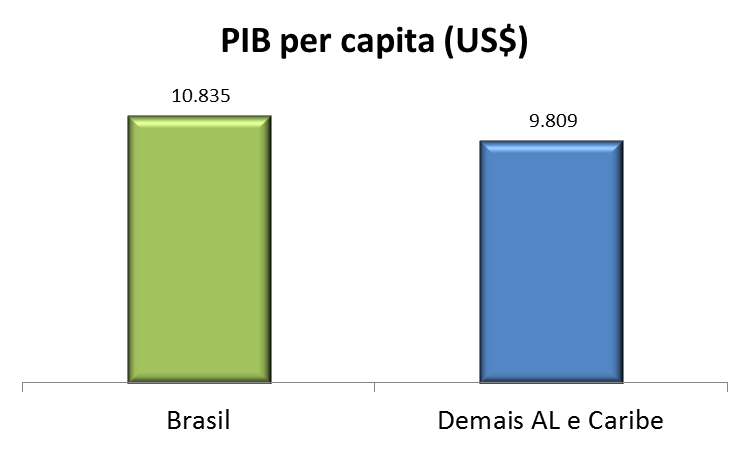 PIB per capita (US$)
10.835
9.809
Brasil
Demais AL e Caribe